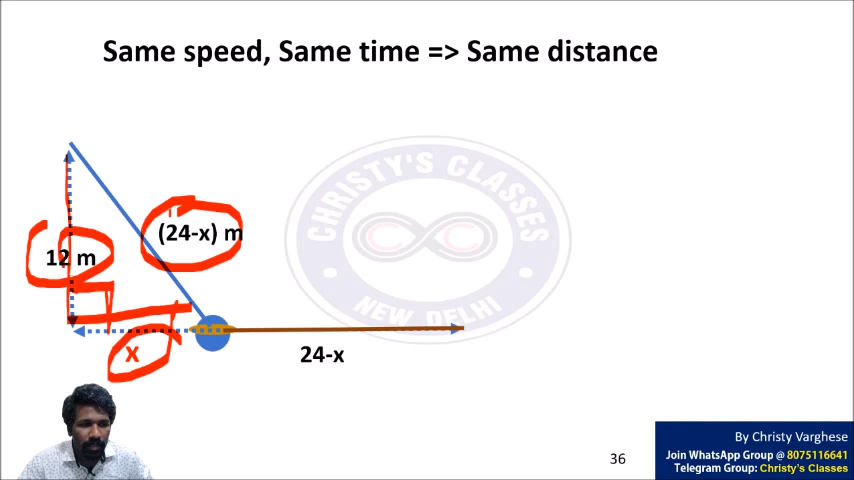 Same speed, Same time => Same distance
(24-x) m
12 m
x
24-x
CHRISTY'S CLASSES
NEW DELHI
36
By Christy Varghese
Join WhatsApp Group @ 8075116641
Telegram Group: Christy's Classes